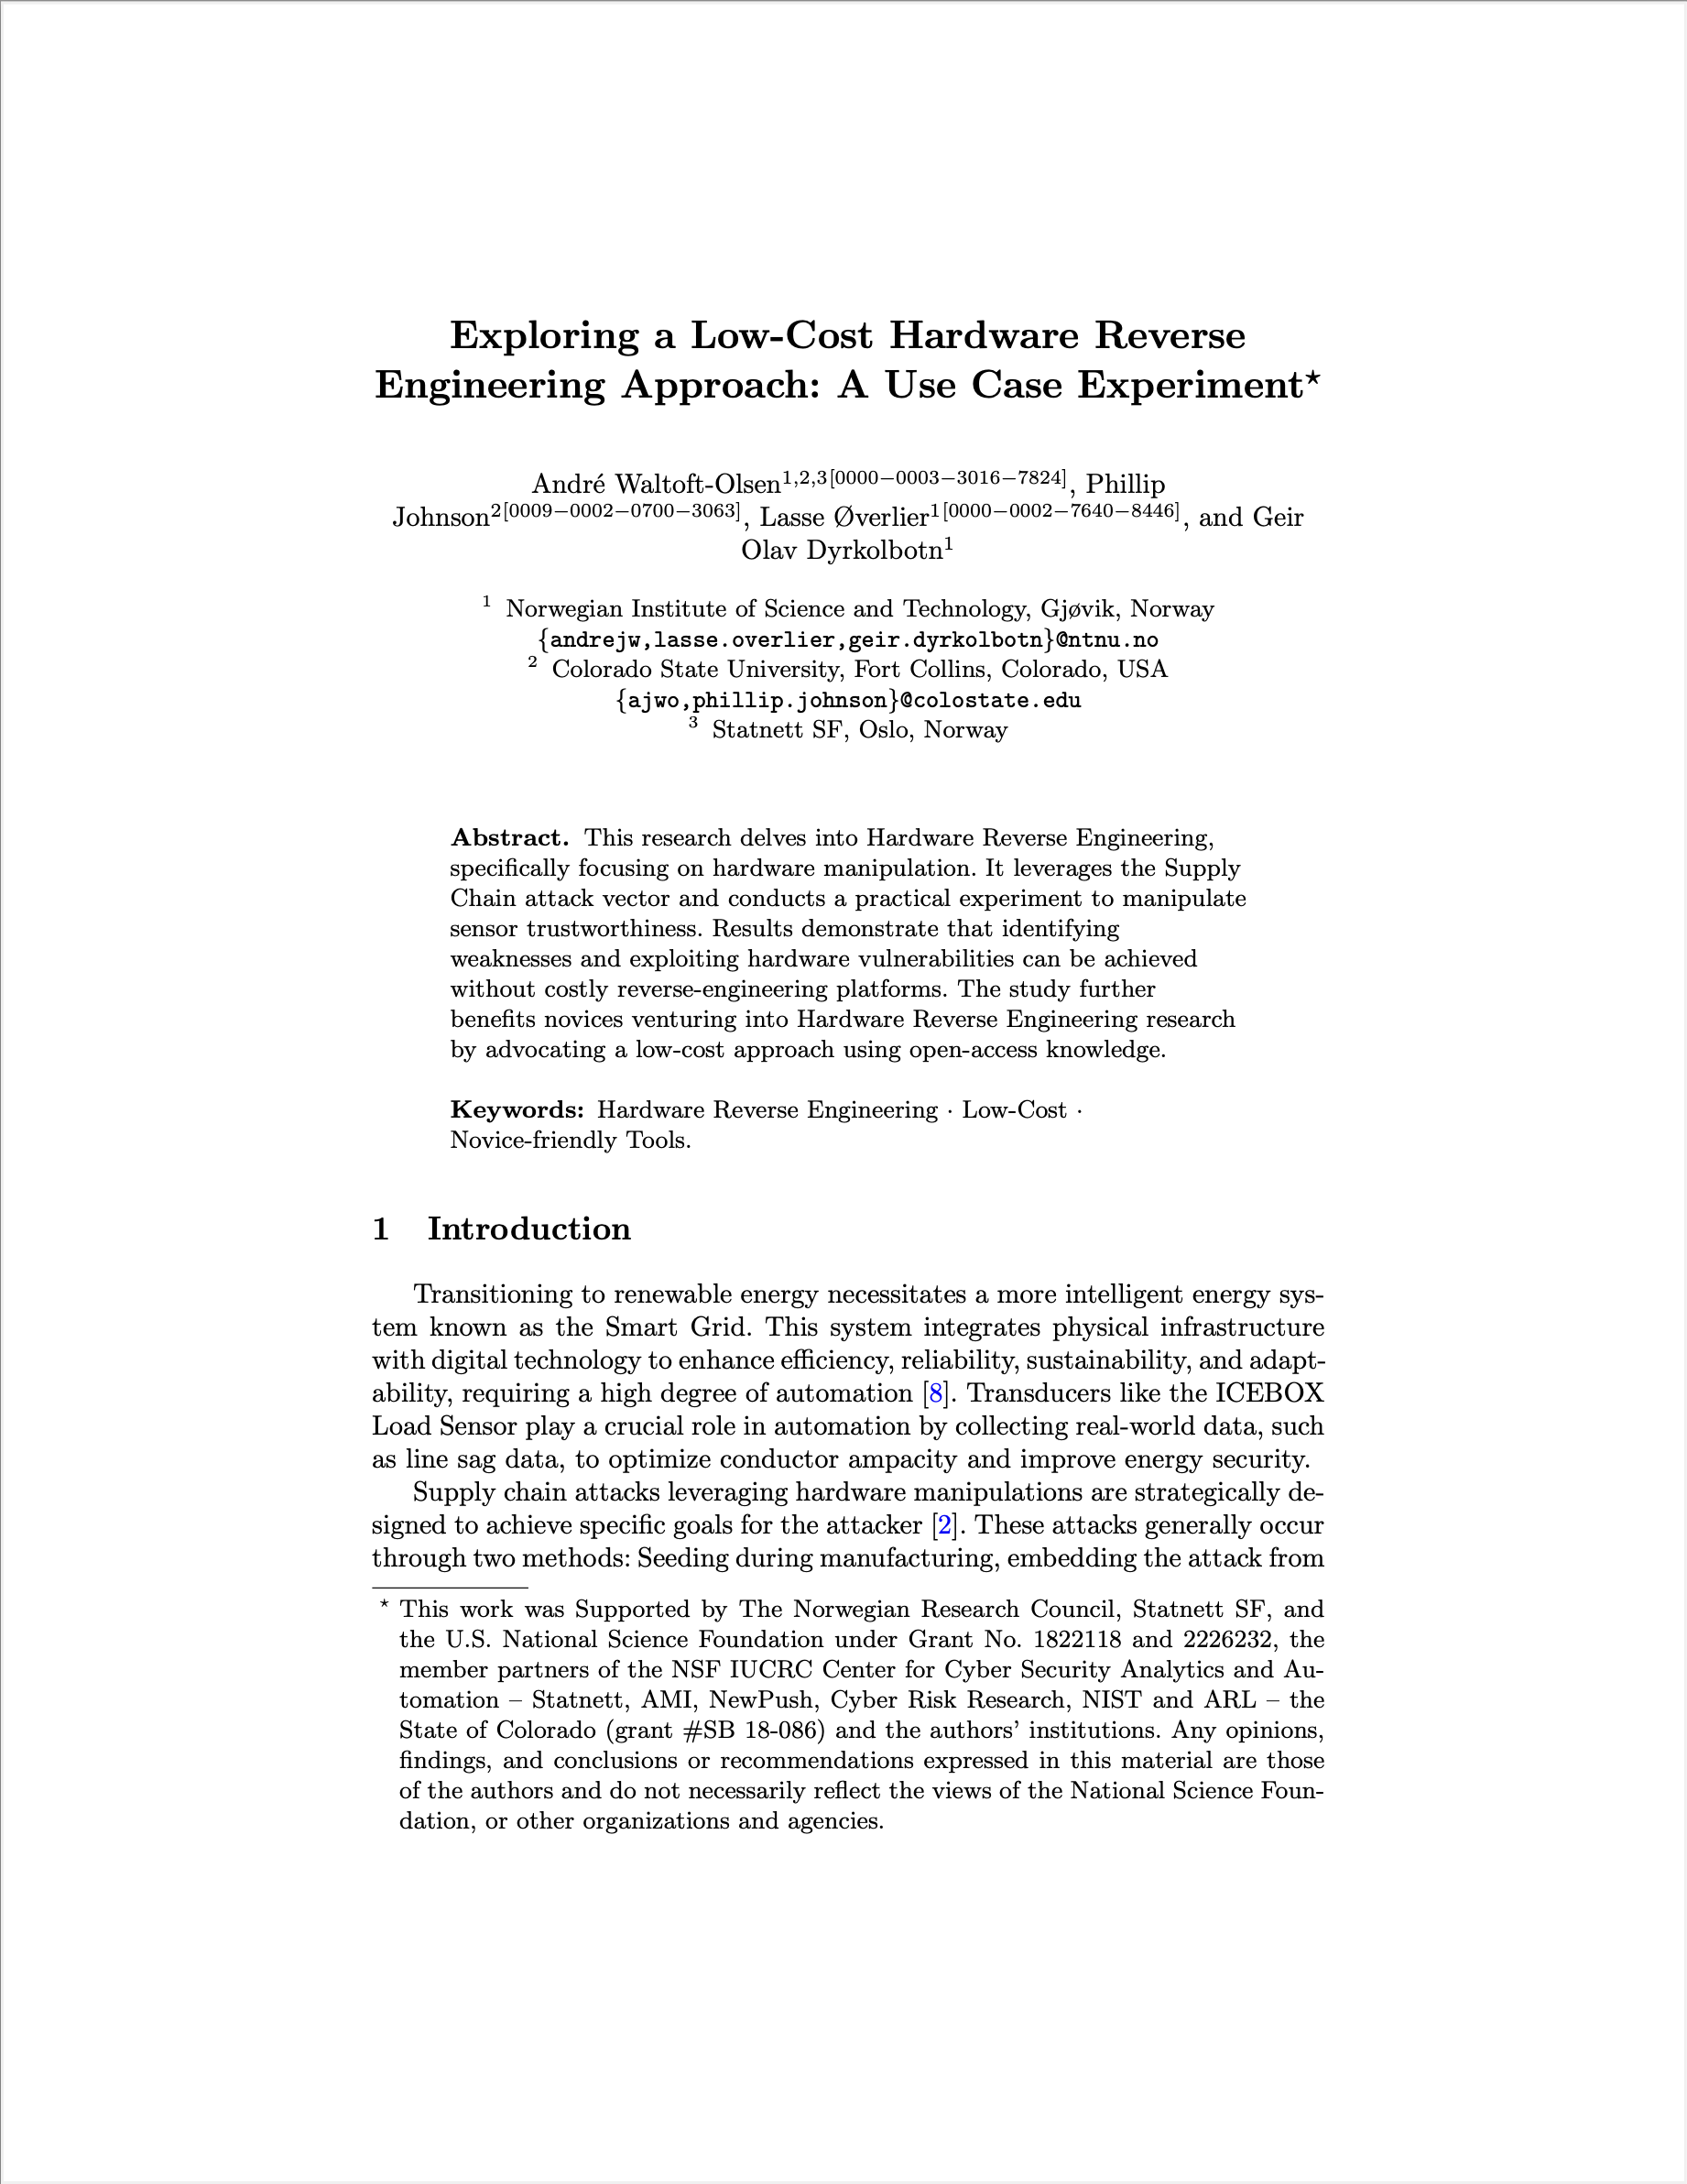 Exploring a Low-Cost Hardware Reverse
Engineering Approach: A Use Case Experiment⋆
André Waltoft-Olsen1,2,3[0000−0003−3016−7824], Phillip
Johnson2[0009−0002−0700−3063], Lasse Øverlier1[0000−0002−7640−8446], and Geir
Olav Dyrkolbotn1
1 Norwegian Institute of Science and Technology, Gjøvik, Norway
{andrejw,lasse.overlier,geir.dyrkolbotn}@ntnu.no
2 Colorado State University, Fort Collins, Colorado, USA
{ajwo,phillip.johnson}@colostate.edu
3 Statnett SF, Oslo, Norway
Abstract. This research delves into Hardware Reverse Engineering,
specifically focusing on hardware manipulation. It leverages the Supply
Chain attack vector and conducts a practical experiment to manipulate
sensor trustworthiness. Results demonstrate that identifying
weaknesses and exploiting hardware vulnerabilities can be achieved
without costly reverse-engineering platforms. The study further
benefits novices venturing into Hardware Reverse Engineering research
by advocating a low-cost approach using open-access knowledge.
Keywords: Hardware Reverse Engineering · Low-Cost ·
Novice-friendly Tools.
1 Introduction
Transitioning to renewable energy necessitates a more intelligent energy sys-
tem known as the Smart Grid. This system integrates physical infrastructure
with digital technology to enhance efficiency, reliability, sustainability, and adapt-
ability, requiring a high degree of automation [8]. Transducers like the ICEBOX
Load Sensor play a crucial role in automation by collecting real-world data, such
as line sag data, to optimize conductor ampacity and improve energy security.
Supply chain attacks leveraging hardware manipulations are strategically de-
signed to achieve specific goals for the attacker [2]. These attacks generally occur
through two methods: Seeding during manufacturing, embedding the attack from
⋆ This work was Supported by The Norwegian Research Council, Statnett SF, and
the U.S. National Science Foundation under Grant No. 1822118 and 2226232, the
member partners of the NSF IUCRC Center for Cyber Security Analytics and Au-
tomation – Statnett, AMI, NewPush, Cyber Risk Research, NIST and ARL – the
State of Colorado (grant #SB 18-086) and the authors’ institutions. Any opinions,
findings, and conclusions or recommendations expressed in this material are those
of the authors and do not necessarily reflect the views of the National Science Foun-
dation, or other organizations and agencies.